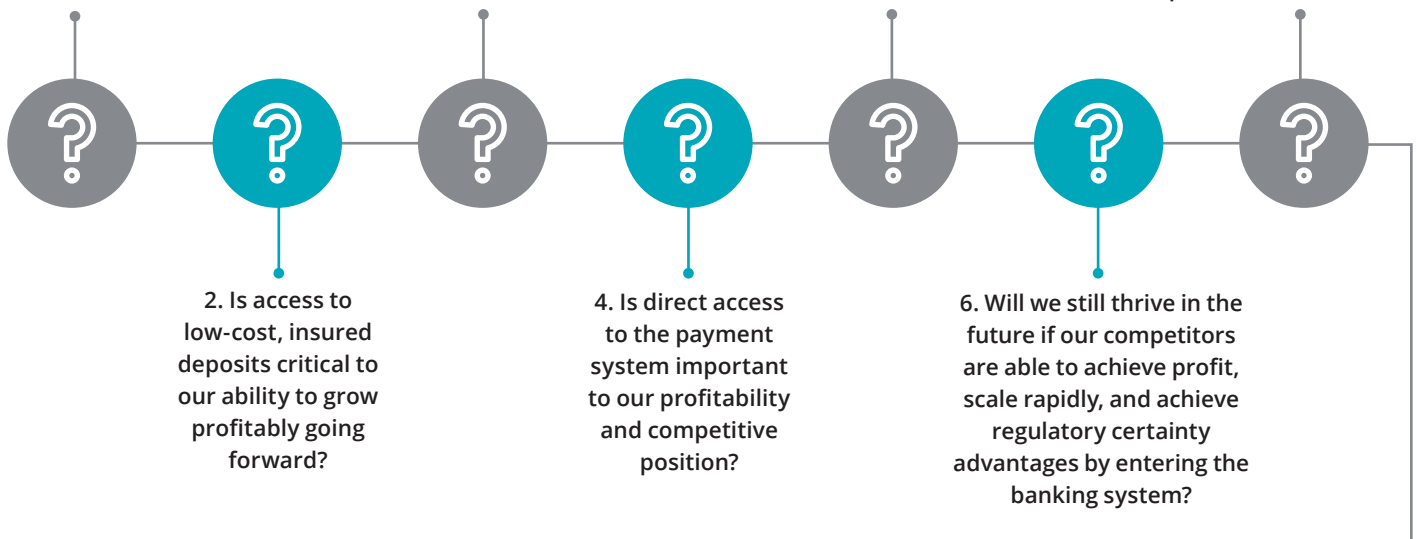 2. Is access to
low-cost, insured
deposits critical to
our ability to grow
profitably going
forward?
4. Is direct access
to the payment
system important
to our profitability
and competitive
position?
6. Will we still thrive in the
future if our competitors
are able to achieve profit,
scale rapidly, and achieve
regulatory certainty
advantages by entering the
banking system?